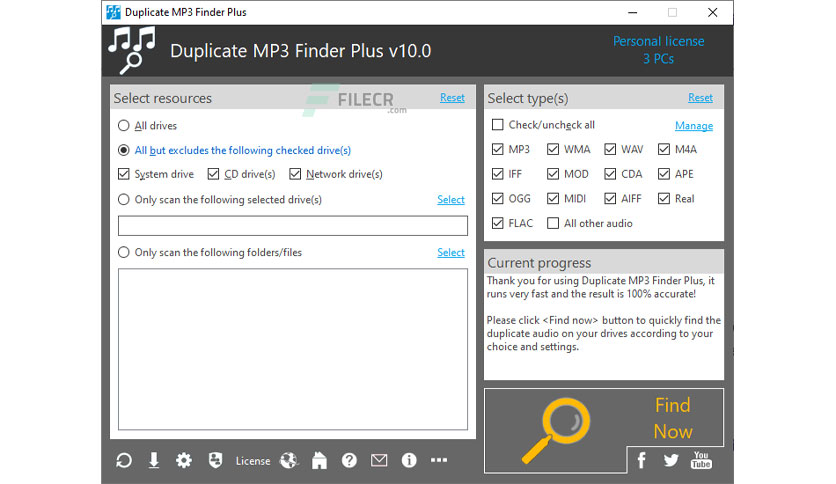 Duplicate MP3 Finder Plus
Duplicate MP3 Finder Plus v10.0
Personal license
3 PCs
Select resources
Reset
FILECR
.com
All drives
All but excludes the following checked drive(s)
System drive
CD drive(s)
Network drive(s)
Only scan the following selected drive(s)
Select
Only scan the following folders/files
Select
Select type(s)
Reset
Check/uncheck all
Manage
MP3 WMA WAV M4A
IFF MOD CDA APE
OGG MIDI AIFF Real
FLAC All other audio
Current progress
Thank you for using Duplicate MP3 Finder Plus, it
runs very fast and the result is 100% accurate!
Please click <Find now> button to quickly find the
duplicate audio on your drives according to your
choice and settings.
Find
Now
License
You
Tube